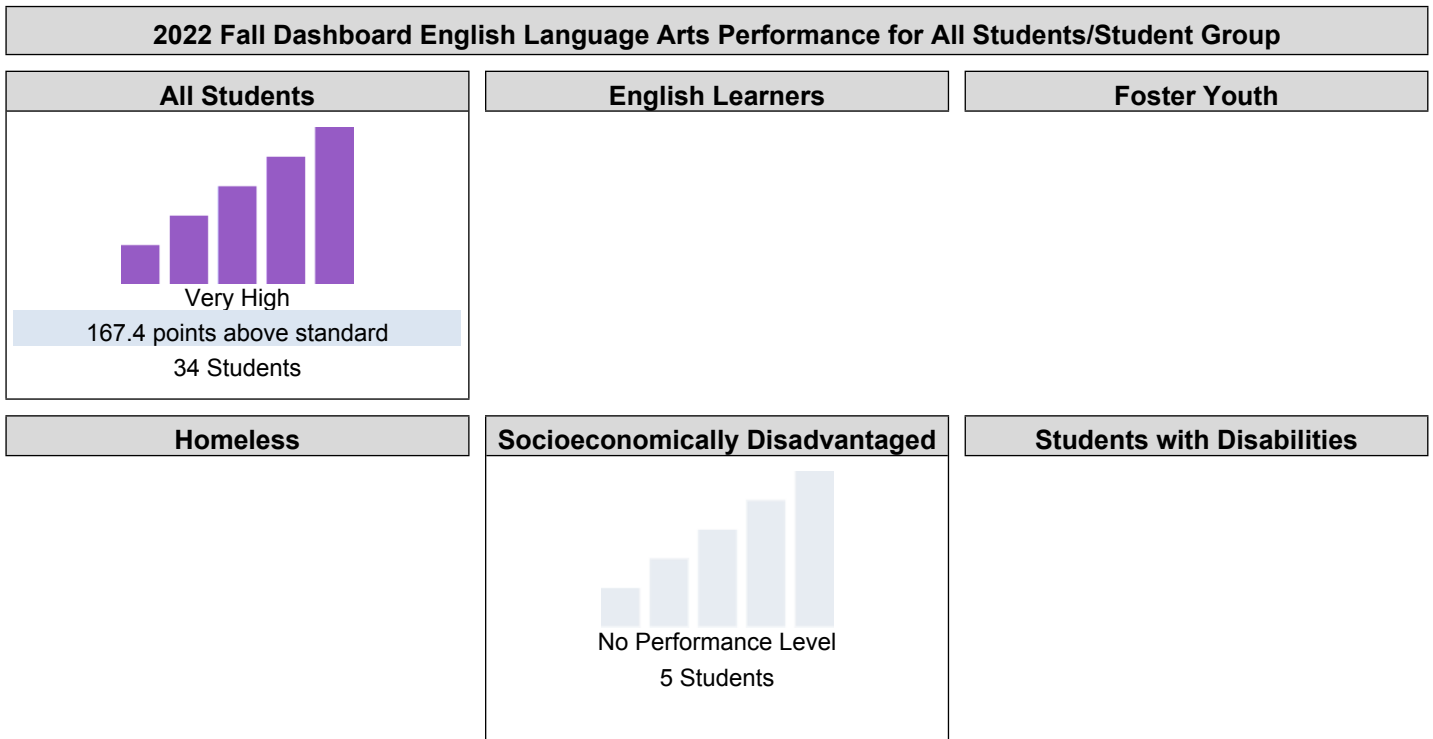 2022 Fall Dashboard English Language Arts Performance for All Students/Student Group
All Students
English Learners
Foster Youth
Very High
167.4 points above standard
34 Students
Homeless
Socioeconomically Disadvantaged
Students with Disabilities
No Performance Level
5 Students